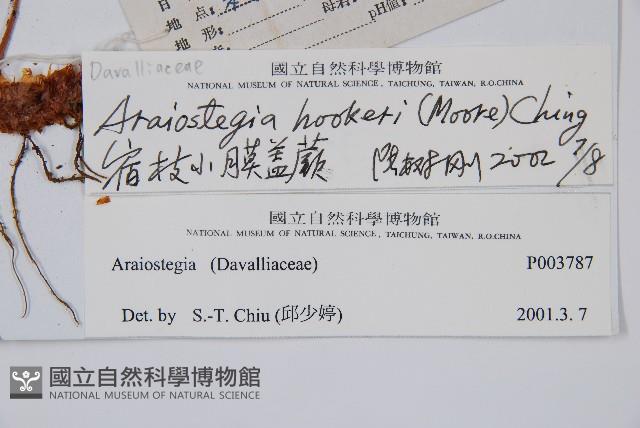 日
地點:
地形:
母岩:
pH值:
Davalliaceae
國立自然科學博物館
NATIONAL MUSEUM OF NATURAL SCIENCE, TAICHUNG, TAIWAN, R.O.CHINA
Araiostegia hookeri (Moore) Ching
宿枝小膜盖蕨 陽樹剛 2002 7/8
國立自然科學博物館
NATIONAL MUSEUM OF NATURAL SCIENCE, TAICHUNG, TAIWAN, R.O.CHINA
Araiostegia (Davalliaceae) P003787
Det. by S.-T. Chiu (邱少婷) 2001.3. 7
國立自然科學博物館
NATIONAL MUSEUM OF NATURAL SCIENCE